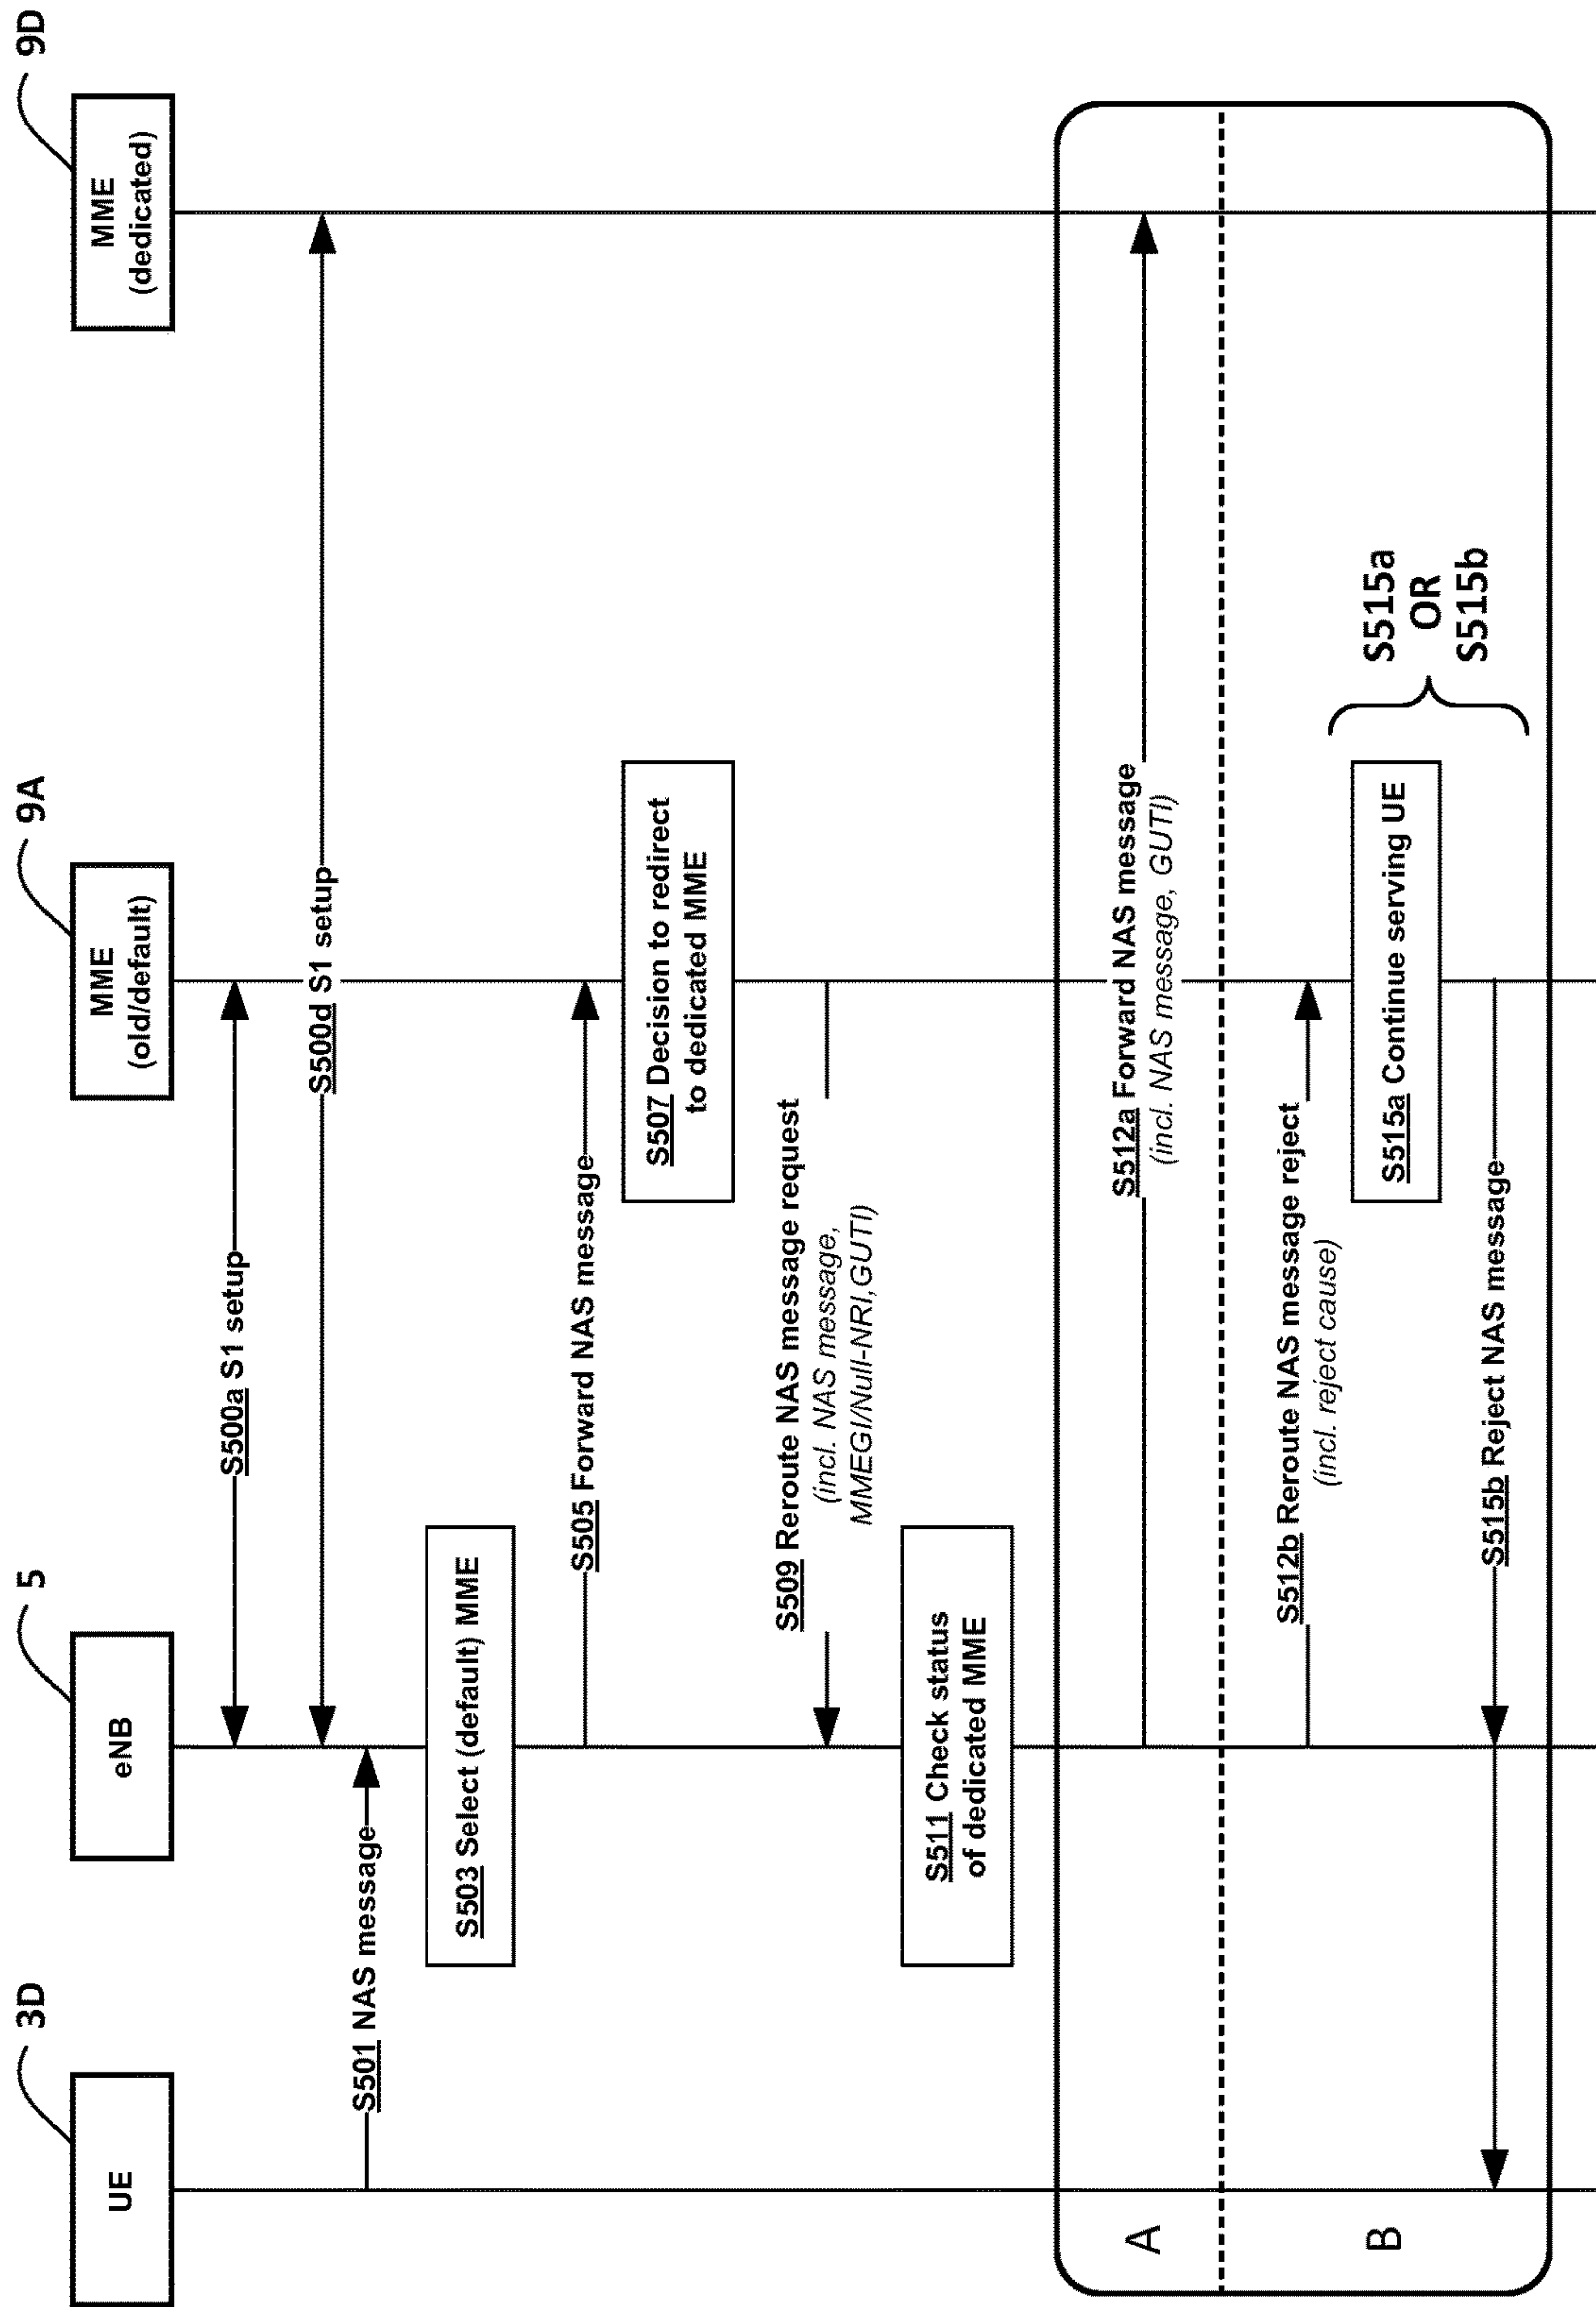 3D
5
9A
9D
UE
eNB
MME
(old/default)
MME
(dedicated)
S500a S1 setup
S500d S1 setup
S501 NAS message
S503 Select (default) MME
S505 Forward NAS message
S507 Decision to redirect
to dedicated MME
S509 Reroute NAS message request
(incl. NAS message,
MMEGI/Null-NRI,GUTI)
S511 Check status
of dedicated MME
A
S512a Forward NAS message
(incl. NAS message, GUTI)
B
S512b Reroute NAS message reject
(incl. reject cause)
S515a Continue serving UE
S515a
OR
S515b
S515b Reject NAS message